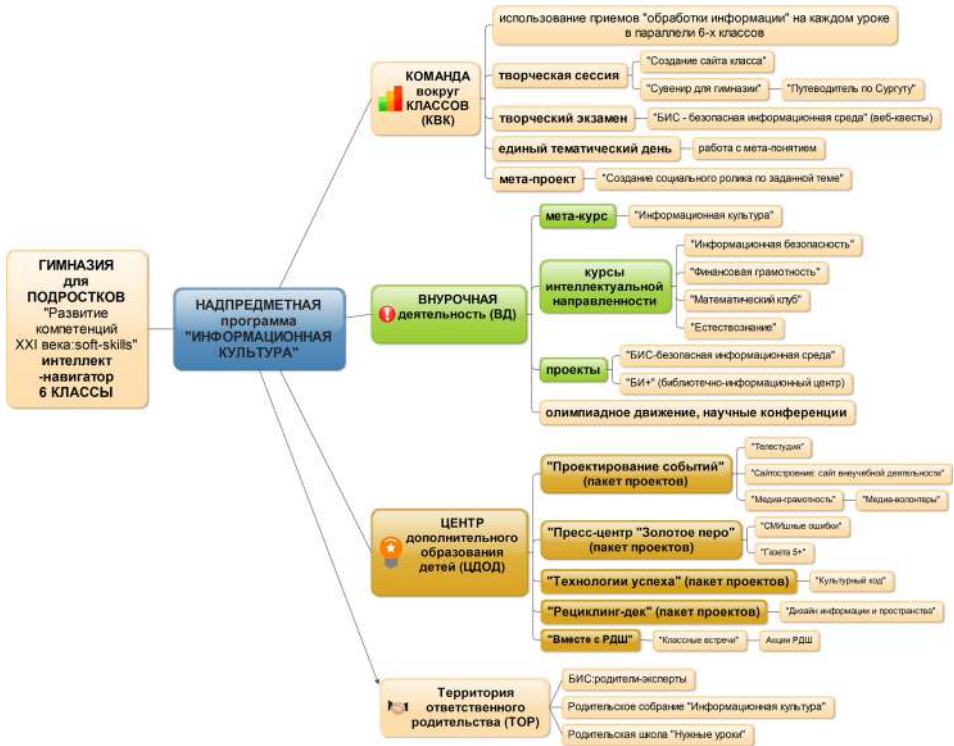 ГИМНАЗИЯ
для
ПОДРОСТКОВ
"Развитие
компетенций
XXI века:soft-skills"
интеллект
-навигатор
6 КЛАССЫ
НАДПРЕДМЕТНАЯ
программа
"ИНФОРМАЦИОННАЯ
КУЛЬТУРА"
КОМАНДА
вокруг
КЛАССОВ
(КВК)
использование приемов "обработки информации" на каждом уроке
в параллели 6-х классов
творческая сессия
"Создание сайта класса"
"Сувенир для гимназии"
"Путеводитель по Сургуту"
творческий экзамен
"БИС - безопасная информационная среда" (веб-квесты)
единый тематический день
работа с мета-понятием
мета-проект
"Создание социального ролика по заданной теме"
ВНУРОЧНАЯ
деятельность (ВД)
мета-курс
"Информационная культура"
курсы
интеллектуальной
направленности
"Информационная безопасность"
"Финансовая грамотность"
"Математический клуб"
"Естествознание"
проекты
"БИС-безопасная информационная среда"
"БИ+" (библиотечно-информационный центр)
олимпиадное движение, научные конференции
ЦЕНТР
дополнительного
образования
детей (ЦДОД)
"Проектирование событий"
(пакет проектов)
"Телестудия"
"Сайтостроение: сайт внеучебной деятельности"
"Медиа-грамотность"
"Медиа-волонтеры"
"Пресс-центр "Золотое перо"
(пакет проектов)
"СМИшные ошибки"
"Газета 5+"
"Технологии успеха" (пакет проектов)
"Культурный код"
"Рециклинг-дек" (пакет проектов)
"Дизайн информации и пространства"
"Вместе с РДШ"
"Классные встречи"
Акции РДШ
Территория
ответственного
родительства (ТОР)
БИС:родители-эксперты
Родительское собрание "Информационная культура"
Родительская школа "Нужные уроки"